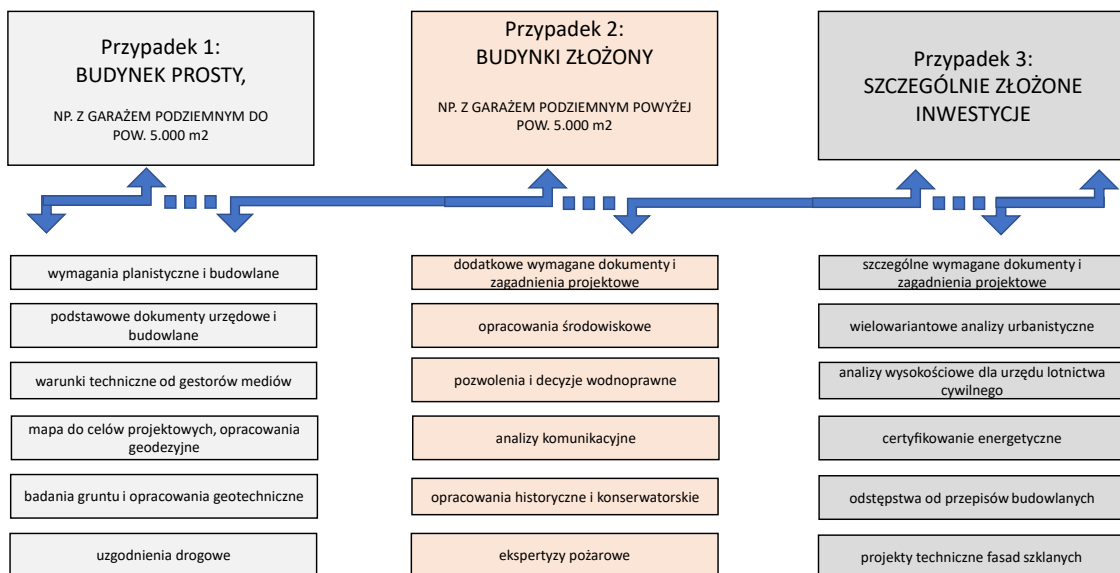 Przypadek 1:
BUDYNEK PROSTY,
NP. Z GARAŻEM PODZIEMNYM DO
POW. 5.000 m2
Przypadek 2:
BUDYNKI ZŁOŻONY
NP. Z GARAŻEM PODZIEMNYM POWYŻEJ
POW. 5.000 m2
Przypadek 3:
SZCZEGÓLNIE ZŁOŻONE
INWESTYCJE
wymagania planistyczne i budowlane
podstawowe dokumenty urzędowe i
budowlane
warunki techniczne od gestorów mediów
mapa do celów projektowych, opracowania
geodezyjne
badania gruntu i opracowania geotechniczne
uzgodnienia drogowe
dodatkowe wymagane dokumenty i
zagadnienia projektowe
opracowania środowiskowe
pozwolenia i decyzje wodnoprawne
analizy komunikacyjne
opracowania historyczne i konserwatorskie
ekspertyzy pożarowe
szczególne wymagane dokumenty i
zagadnienia projektowe
wielowariantowe analizy urbanistyczne
analizy wysokościowe dla urzędu lotnictwa
cywilnego
certyfikowanie energetyczne
odstępstwa od przepisów budowlanych
projekty techniczne fasad szklanych